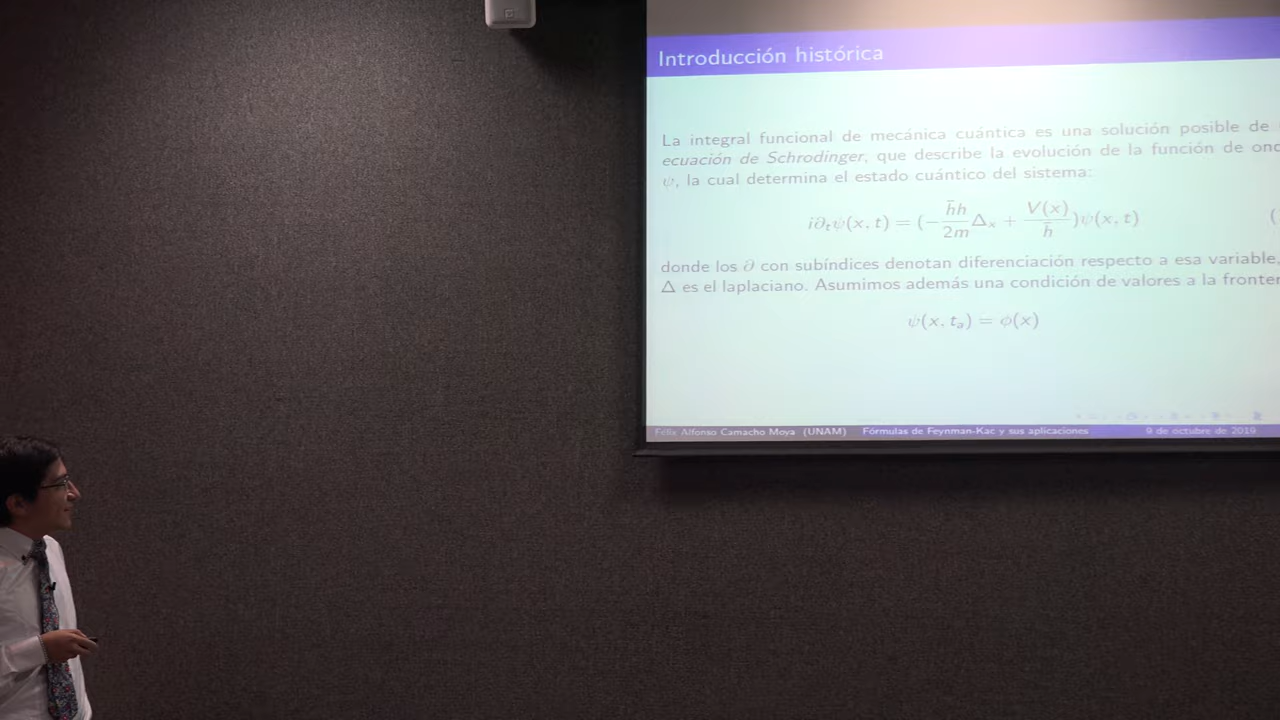 Introducción histórica
La integral funcional de mecánica cuántica es una solución posible de
ecuación de Schrodinger, que describe la evolución de la función de
ψ, la cual determina el estado cuántico del sistema:
i∂ₜψ(x, t) = (−ℏh/2m Δₓ + V(x)/ℏ)ψ(x, t)
donde los ∂ con subíndices denotan diferenciación respecto a esa variable,
Δ es el laplaciano. Asumimos además una condición de valores a la
ψ(x, tₐ) = ϕ(x)
Félix Alfonso Camacho Moya (UNAM) Fórmulas de Feynman-Kac y sus aplicaciones 9 de octubre de 2019